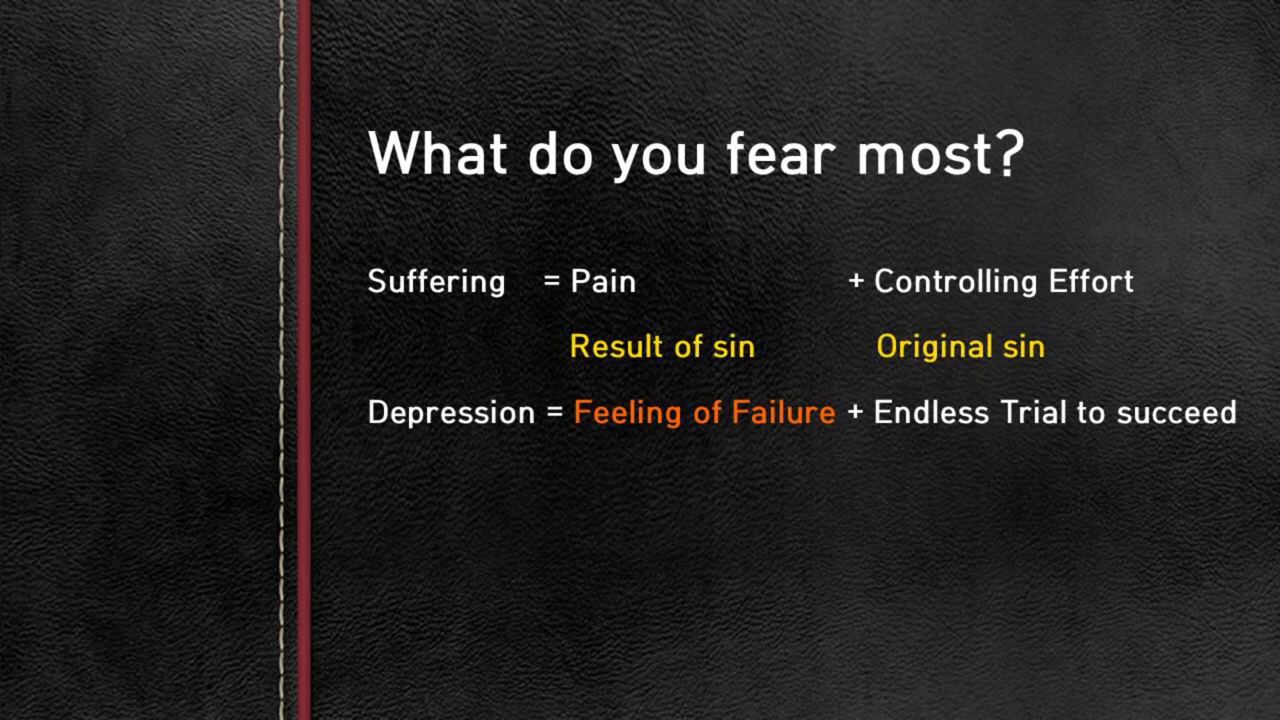 What do you fear most?
Suffering = Pain + Controlling Effort
Result of sin Original sin
Depression = Feeling of Failure + Endless Trial to succeed